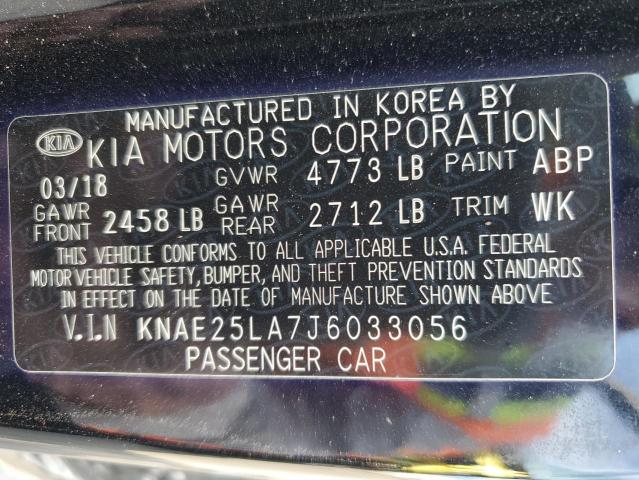 MANUFACTURED IN KOREA BY
KIA KIA MOTORS CORPORATION
03/18 GVWR 4773 LB PAINT ABP
GAWR FRONT 2458 LB GAWR REAR 2712 LB TRIM WK
THIS VEHICLE CONFORMS TO ALL APPLICABLE U.S.A. FEDERAL
MOTOR VEHICLE SAFETY, BUMPER, AND THEFT PREVENTION STANDARDS
IN EFFECT ON THE DATE OF MANUFACTURE SHOWN ABOVE
V.I.N KNAE25LA7J6033056
PASSENGER CAR